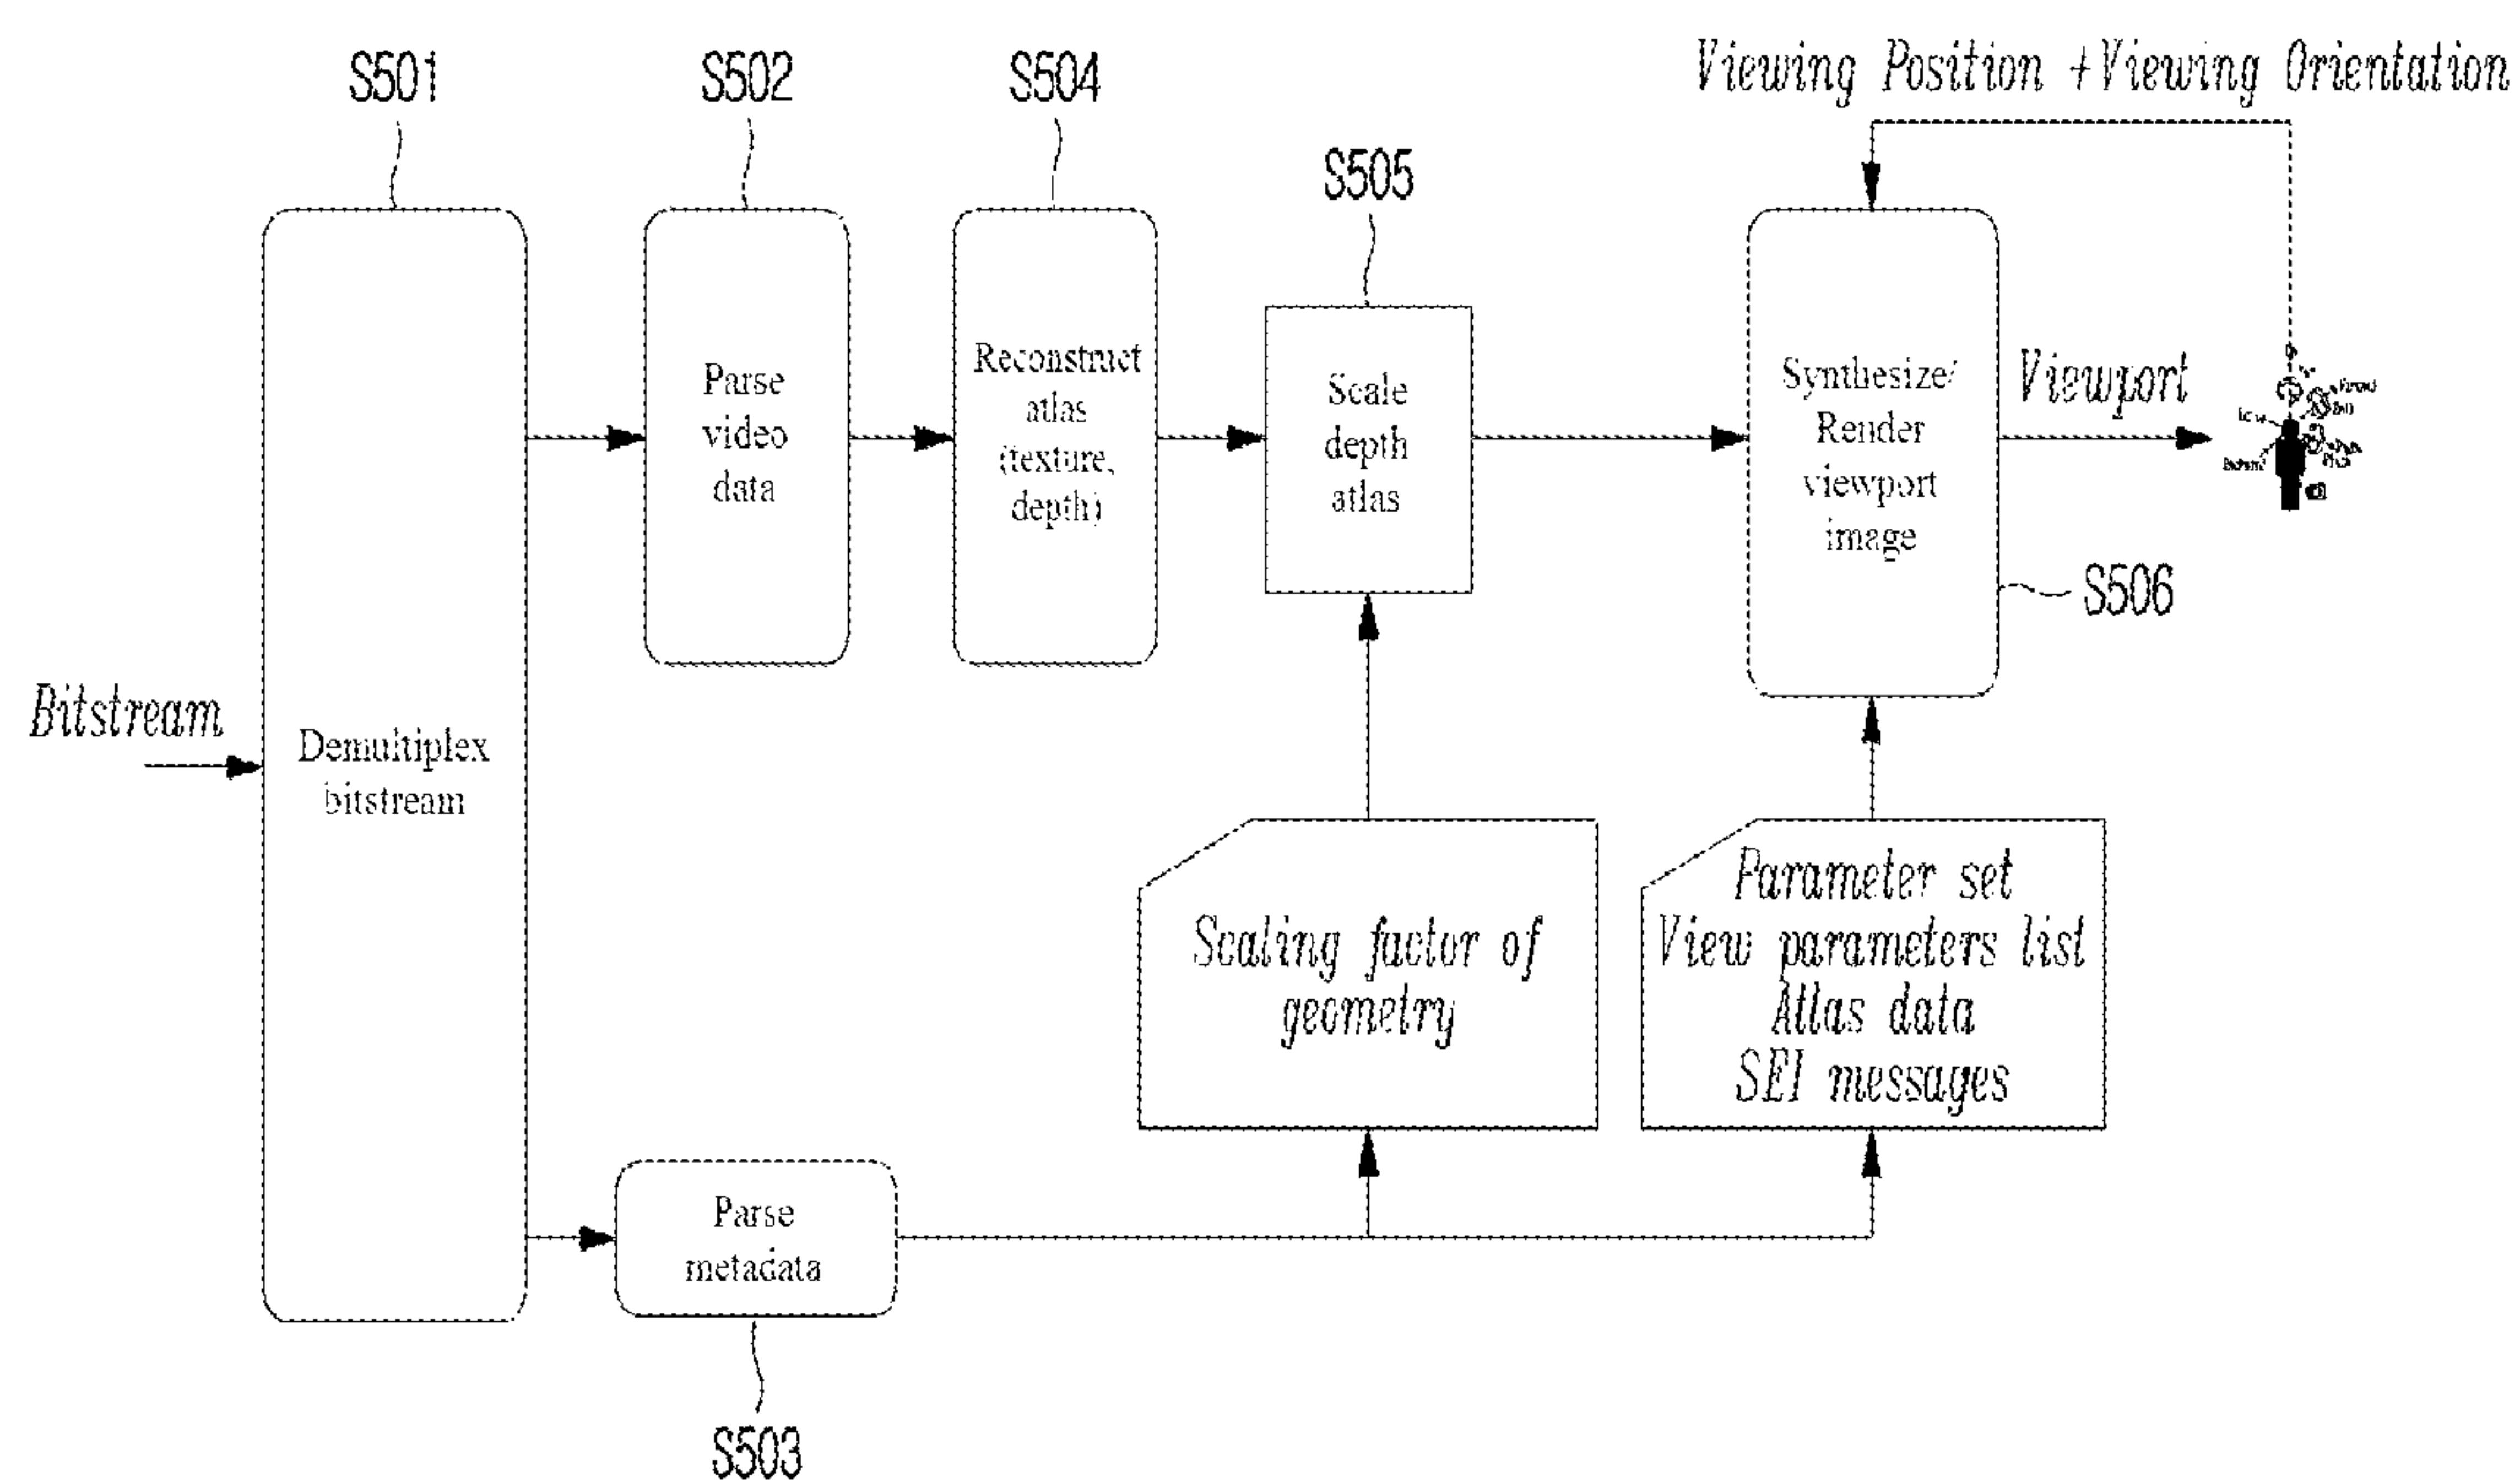 S501
S502
S504
Viewing Position +Viewing Orientation
S505
Parse
video
data
Reconstruct
atlas
(texture,
depth)
Scale
depth
atlas
Synthesize/
Render
viewport
image
Viewport
S506
Bitstream
Demultiplex
bitstream
Scaling factor of
geometry
Parameter set
View parameters list
Atlas data
SEI messages
Parse
metadata
S503